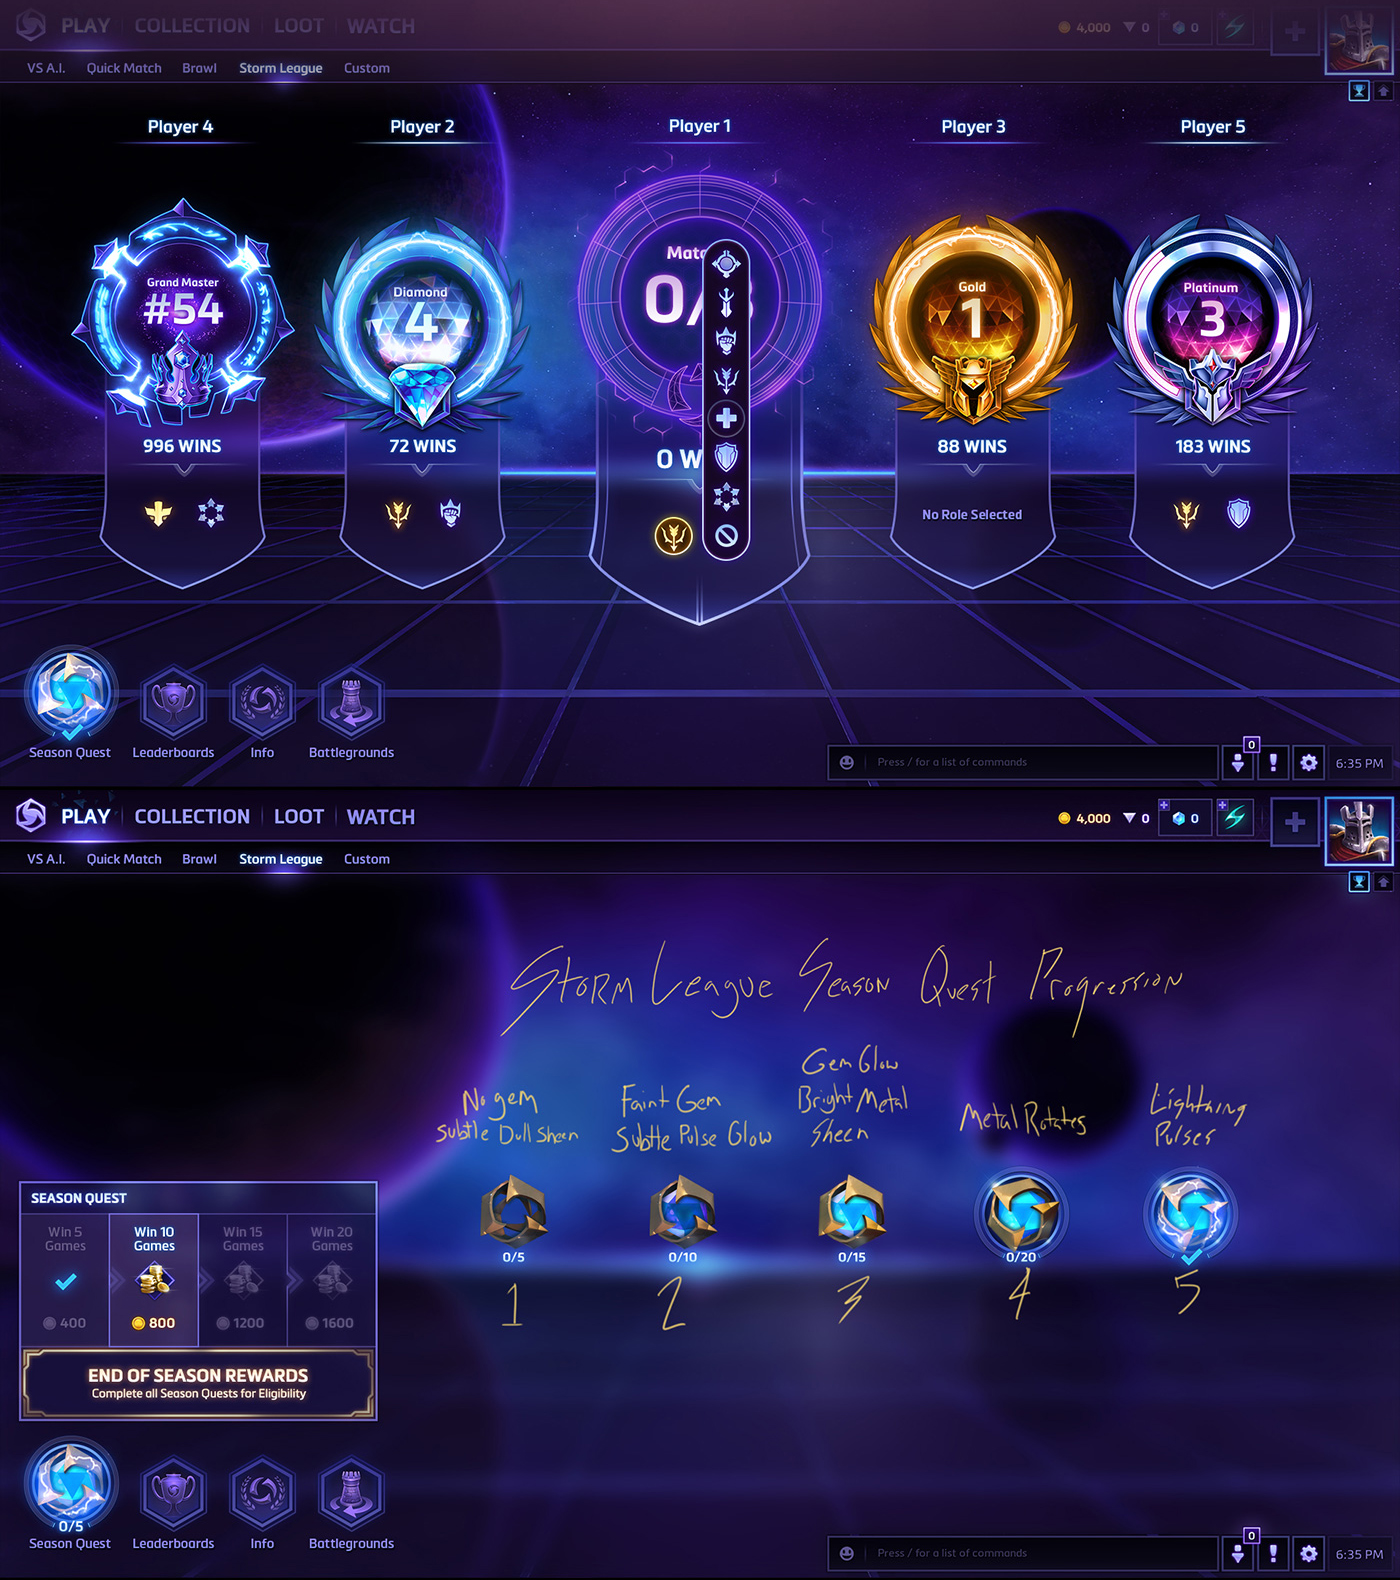 PLAY COLLECTION LOOT WATCH
4,000 0 0
VS A.I. Quick Match Brawl Storm League Custom
Player 4 Player 2 Player 1 Player 3 Player 5
Grand Master
#54
Diamond
4
0/
Gold
1
Platinum
3
996 WINS 72 WINS 0 W 88 WINS 183 WINS
No Role Selected
Season Quest Leaderboards Info Battlegrounds
0
Press / for a list of commands
6:35 PM
PLAY COLLECTION LOOT WATCH
4,000 0 0
VS A.I. Quick Match Brawl Storm League Custom
Storm League Season Quest Progression
No gem
Subtle Dull Sheen
Faint Gem
Subtle Pulse Glow
Gem Glow
Bright Metal
Sheen
Metal Rotates
Lightning
Pulses
0/5 0/10 0/15 0/20
1 2 3 4 5
SEASON QUEST
Win 5
Games
Win 10
Games
Win 15
Games
Win 20
Games
400 800 1200 1600
END OF SEASON REWARDS
Complete all Season Quests for Eligibility
0/5
Season Quest Leaderboards Info Battlegrounds
0
Press / for a list of commands
6:35 PM